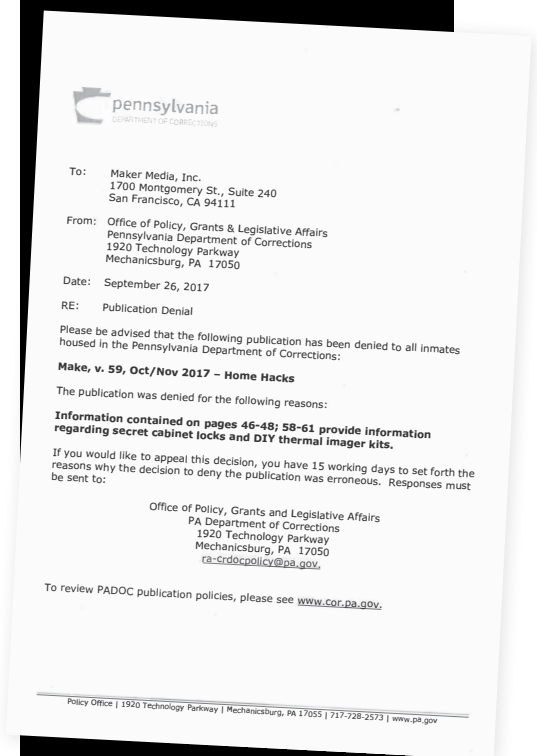 pennsylvania
DEPARTMENT OF CORRECTIONS
To: Maker Media, Inc.
1700 Montgomery St., Suite 240
San Francisco, CA 94111
From: Office of Policy, Grants & Legislative Affairs
Pennsylvania Department of Corrections
1920 Technology Parkway
Mechanicsburg, PA 17050
Date: September 26, 2017
RE: Publication Denial
Please be advised that the following publication has been denied to all inmates
housed in the Pennsylvania Department of Corrections:
Make, v. 59, Oct/Nov 2017 – Home Hacks
The publication was denied for the following reasons:
Information contained on pages 46-48; 58-61 provide information
regarding secret cabinet locks and DIY thermal imager kits.
If you would like to appeal this decision, you have 15 working days to set forth the
reasons why the decision to deny the publication was erroneous. Responses must
be sent to:
Office of Policy, Grants and Legislative Affairs
PA Department of Corrections
1920 Technology Parkway
Mechanicsburg, PA 17050
ra-crdocpolicy@pa.gov.
To review PADOC publication policies, please see www.cor.pa.gov.
Policy Office | 1920 Technology Parkway | Mechanicsburg, PA 17055 | 717-728-2573 | www.pa.gov